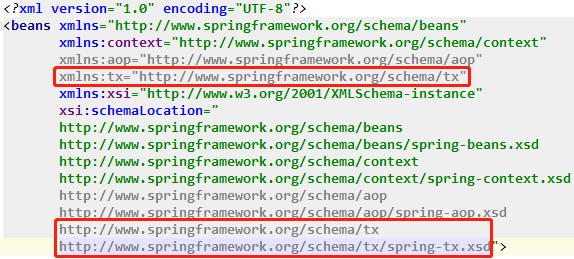 <?xml version="1.0" encoding="UTF-8"?>
<beans xmlns="http://www.springframework.org/schema/beans"
xmlns:context="http://www.springframework.org/schema/context"
xmlns:aop="http://www.springframework.org/schema/aop"
xmlns:tx="http://www.springframework.org/schema/tx"
xmlns:xsi="http://www.w3.org/2001/XMLSchema-instance"
xsi:schemaLocation="
http://www.springframework.org/schema/beans
http://www.springframework.org/schema/beans/spring-beans.xsd
http://www.springframework.org/schema/context
http://www.springframework.org/schema/context/spring-context.xsd
http://www.springframework.org/schema/aop
http://www.springframework.org/schema/aop/spring-aop.xsd
http://www.springframework.org/schema/tx
http://www.springframework.org/schema/tx/spring-tx.xsd">